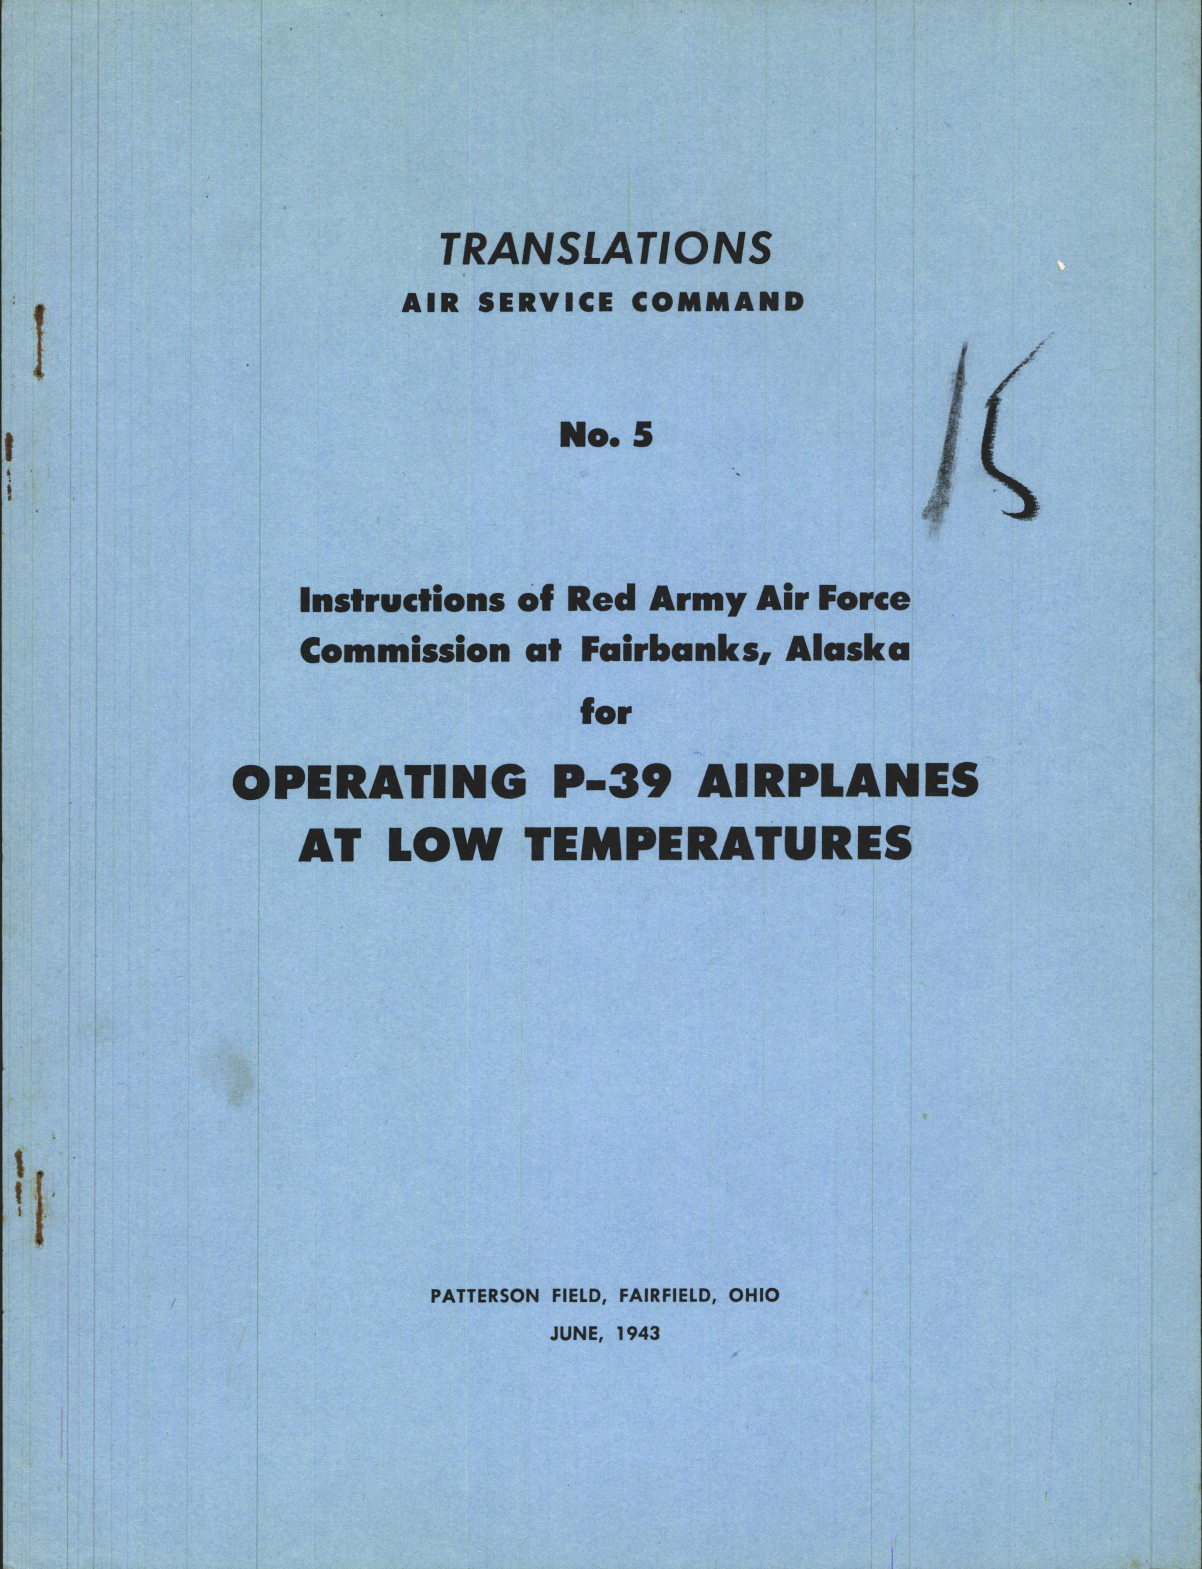 TRANSLATIONS
AIR SERVICE COMMAND
No. 5
15
Instructions of Red Army Air Force
Commission at Fairbanks, Alaska
for
OPERATING P-39 AIRPLANES
AT LOW TEMPERATURES
PATTERSON FIELD, FAIRFIELD, OHIO
JUNE, 1943